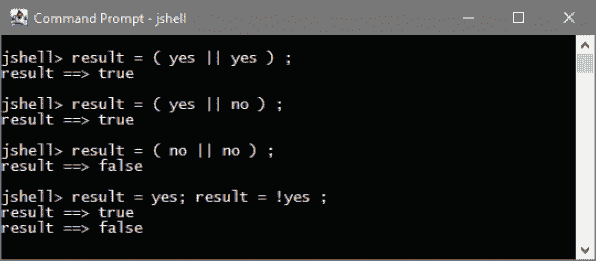 Command Prompt - jshell
jshell> result = ( yes || yes ) ;
result ==> true
jshell> result = ( yes || no ) ;
result ==> true
jshell> result = ( no || no ) ;
result ==> false
jshell> result = yes; result = !yes ;
result ==> true
result ==> false